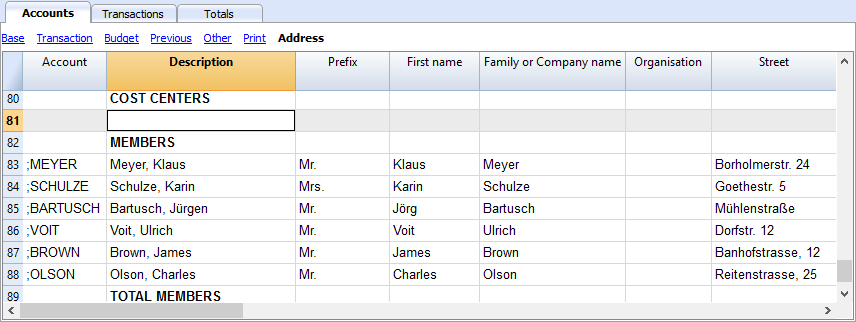 Accounts Transactions Totals
Base Transaction Budget Previous Other Print Address
Account Description Prefix First name Family or Company name Organisation Street
80 COST CENTERS
81
82 MEMBERS
83 ;MEYER Meyer, Klaus Mr. Klaus Meyer Borholmerstr. 24
84 ;SCHULZE Schulze, Karin Mrs. Karin Schulze Goethestr. 5
85 ;BARTUSCH Bartusch, Jürgen Mr. Jörg Bartusch Mühlenstraße
86 ;VOIT Voit, Ulrich Mr. Voit Ulrich Dorfstr. 12
87 ;BROWN Brown, James Mr. James Brown Banhofstrasse, 12
88 ;OLSON Olson, Charles Mr. Charles Olson Reitenstrasse, 25
89 TOTAL MEMBERS